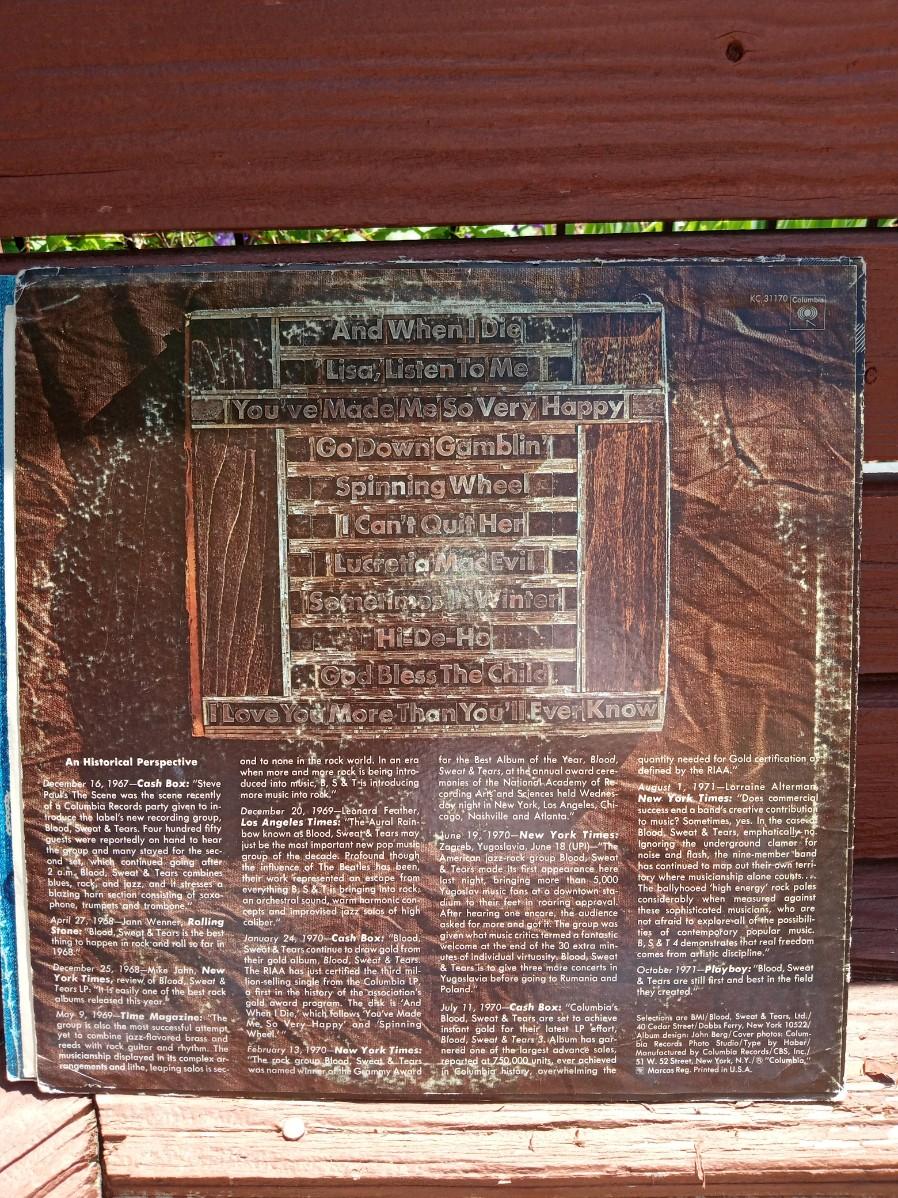 KC 31170 Columbia
And When I Die
Lisa, Listen To Me
You've Made Me So Very Happy
Go Down Gamblin'
Spinning Wheel
I Can't Quit Her
Lucretia Mac Evil
Sometimes In Winter
Hi-De-Ho
God Bless The Child
I Love You More Than You'll Ever Know
An Historical Perspective
December 16, 1967—Cash Box: "Steve
Paul's The Scene was the scene recently
of a Columbia Records party given to in-
troduce the label's new recording group,
Blood, Sweat & Tears. Four hundred fifty
guests were reportedly on hand to hear
the group and many stayed for the sec-
ond set, which continued going after
2 a.m. Blood, Sweat & Tears combines
blues, rock, and jazz, and it stresses a
blazing horn section consisting of saxo-
phone, trumpets and trombone."
April 27, 1968—Jann Wenner, Rolling
Stone: "Blood, Sweat & Tears is the best
thing to happen in rock and roll so far in
1968."
December 25, 1968—Mike Jahn, New
York Times, review of Blood, Sweat &
Tears LP. "It is easily one of the best rock
albums released this year."
May 9, 1969—Time Magazine: "The
group is also the most successful attempt
yet to combine jazz-flavored brass and
reeds with rock guitar and rhythm. The
musicianship displayed in its complex ar-
rangements and lithe, leaping solos is sec-
ond to none in the rock world. In an era
when more and more rock is being intro-
duced into music, B, S & T is introducing
more music into rock."
December 20, 1969—Leonard Feather,
Los Angeles Times: "The Aural Rain-
bow known as Blood, Sweat & Tears may
just be the most important new pop music
group of the decade. Profound though
the influence of The Beatles has been,
their work represented an escape from
everything B, S & T is bringing into rock,
an orchestral sound, warm harmonic con-
cepts and improvised jazz solos of high
caliber."
January 24, 1970—Cash Box: "Blood,
Sweat & Tears continue to draw gold from
their gold album, Blood, Sweat & Tears.
The RIAA has just certified the third mil-
lion-selling single from the Columbia LP,
a first in the history of the association's
gold award program. The disk is 'And
When I Die,' which follows 'You've Made
Me, So Very Happy' and 'Spinning
Wheel.'"
February 13, 1970—New York Times:
"The rock group Blood, Sweat & Tears
was named winner of the Grammy Award
for the Best Album of the Year, Blood,
Sweat & Tears, at the annual award cere-
monies of the National Academy of Re-
cording Arts and Sciences held Wednes-
day night in New York, Los Angeles, Chi-
cago, Nashville and Atlanta."
June 19, 1970—New York Times:
Zagreb, Yugoslavia, June 18 (UPI)—"The
American jazz-rock group Blood, Sweat
& Tears made its first appearance here
last night, bringing more than 5,000
Yugoslav music fans at a downtown sta-
dium to their feet in roaring approval.
After hearing one encore, the audience
asked for more and got it. The group was
given what music critics termed a fantastic
welcome at the end of the 30 extra min-
utes of individual virtuosity. Blood, Sweat
& Tears is to give three more concerts in
Yugoslavia before going to Rumania and
Poland."
July 11, 1970—Cash Box: "Columbia's
Blood, Sweat & Tears are set to achieve
instant gold for their latest LP effort,
Blood, Sweat & Tears 3. Album has gar-
nered one of the largest advance sales,
reported at 750,000 units, ever achieved
in Columbia history, overwhelming the
quantity needed for Gold certification as
defined by the RIAA."
August 1, 1971—Lorraine Alterman,
New York Times: "Does commercial
success end a band's creative contribution
to music? Sometimes, yes. In the case of
Blood, Sweat & Tears, emphatically no.
Ignoring the underground clamor for
noise and flash, the nine-member band
has continued to map out their own terri-
tory where musicianship alone counts....
The ballyhooed 'high energy' rock pales
considerably when measured against
these sophisticated musicians, who are
not afraid to explore all of the possibili-
ties of contemporary popular music.
B, S & T 4 demonstrates that real freedom
comes from artistic discipline."
October 1971—Playboy: "Blood, Sweat
& Tears are still first and best in the field
they created."
Selections are BMI/Blood, Sweat & Tears, Ltd./
40 Cedar Street/Dobbs Ferry, New York 10522/
Album design: John Berg/Cover photos: Colum-
bia Records Photo Studio/Type by Haber/
Manufactured by Columbia Records/CBS, Inc./
51 W. 52 Street, New York, N.Y./® "Columbia,"
Marcas Reg. Printed in U.S.A.